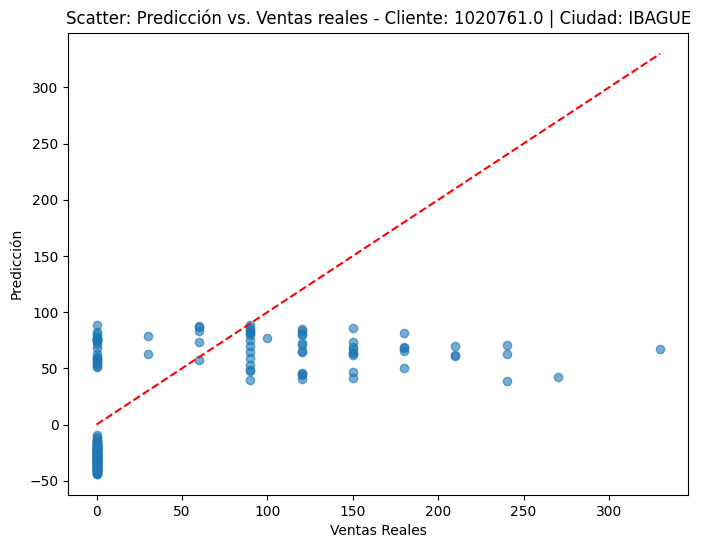 Scatter: Predicción vs. Ventas reales - Cliente: 1020761.0 | Ciudad: IBAGUE
300
250
200
150
100
50
0
−50
Predicción
0 50 100 150 200 250 300
Ventas Reales